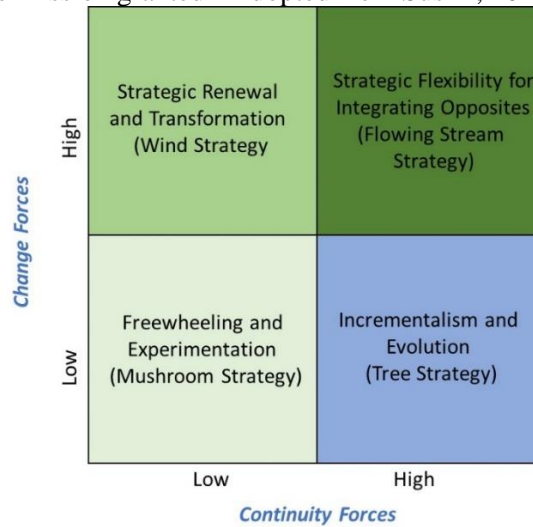 Strategic Renewal
and Transformation
(Wind Strategy
Strategic Flexibility for
Integrating Opposites
(Flowing Stream
Strategy)
High
Change Forces
Low
Freewheeling and
Experimentation
(Mushroom Strategy)
Incrementalism and
Evolution
(Tree Strategy)
Low
High
Continuity Forces